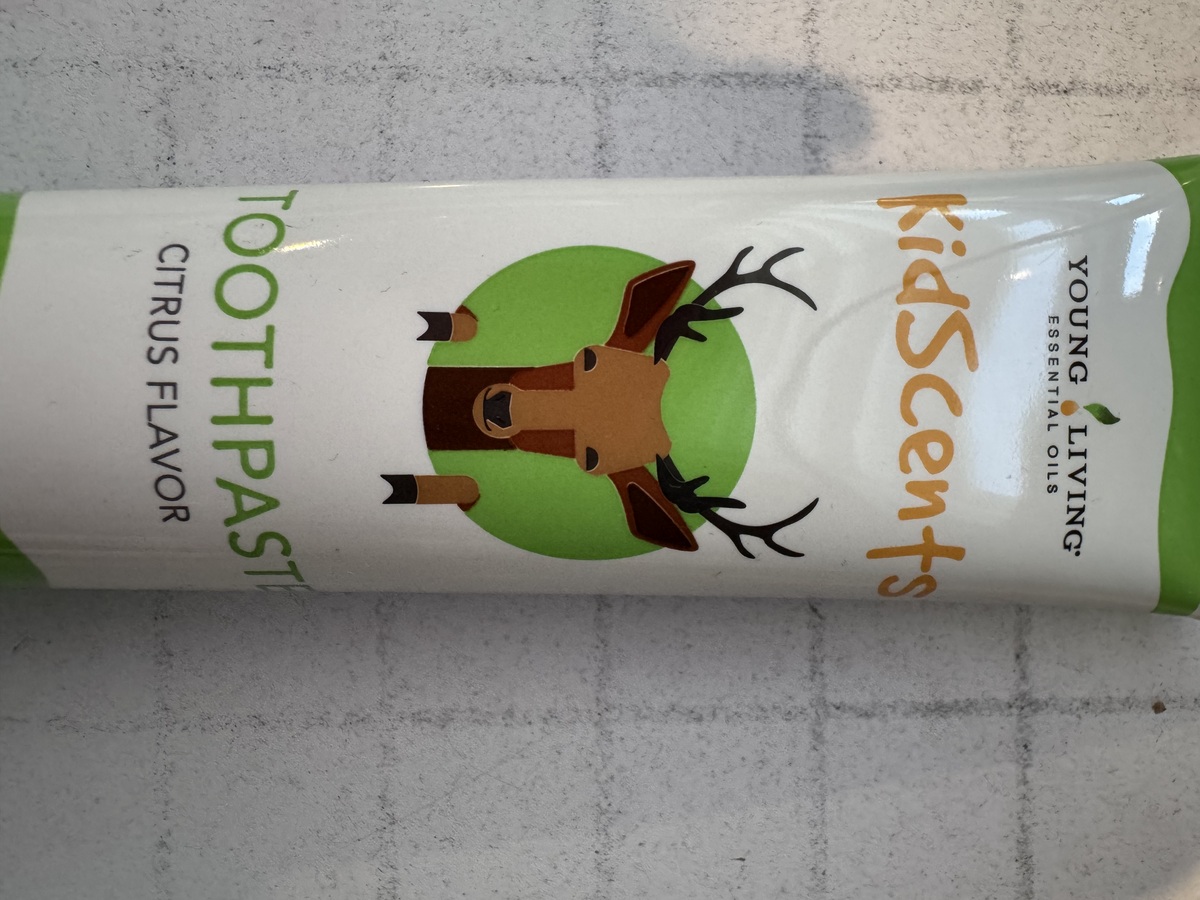 YOUNG LIVING
ESSENTIAL OILS
KidScents
TOOTHPASTE
CITRUS FLAVOR